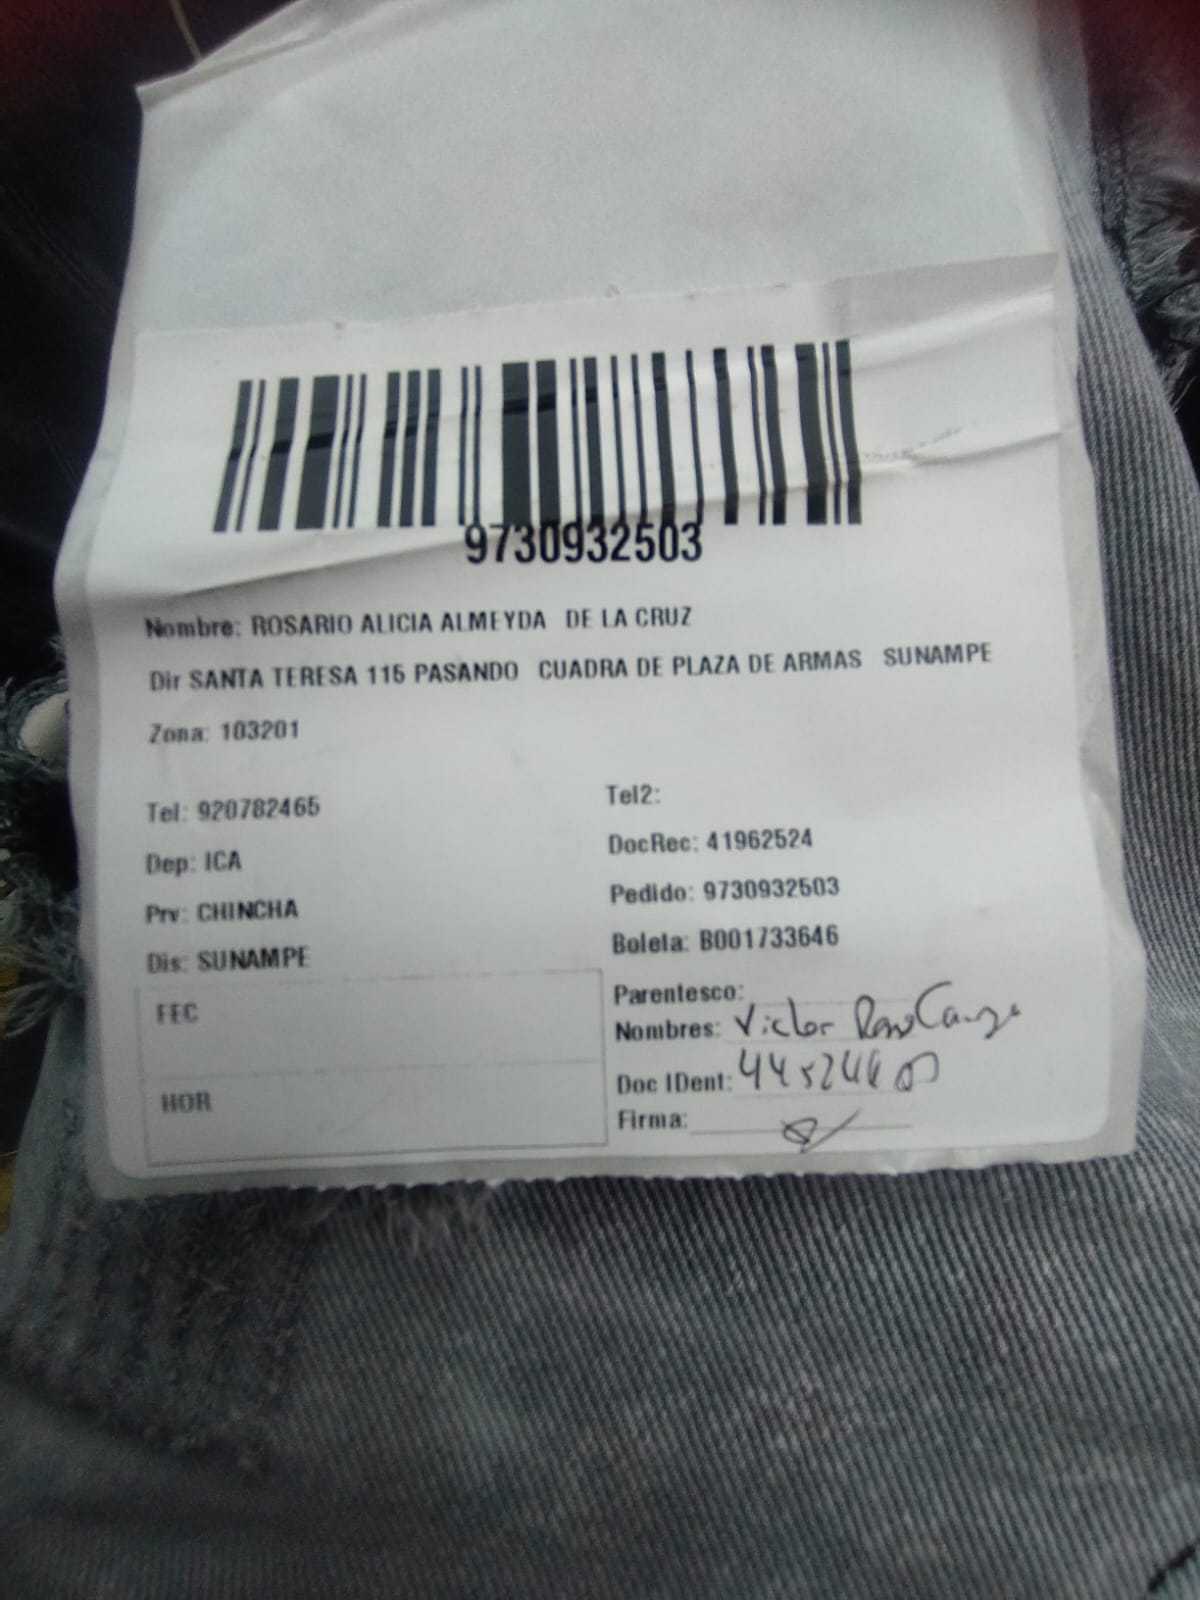 9730932503
Nombre: ROSARIO ALICIA ALMEYDA DE LA CRUZ
Dir SANTA TERESA 115 PASANDO CUADRA DE PLAZA DE ARMAS SUNAMPE
Zona: 103201
Tel: 920782465
Tel2:
Dep: ICA
DocRec: 41962524
Prv: CHINCHA
Pedido: 9730932503
Dis: SUNAMPE
Boleta: B001733646
FEC
Parentesco:
Nombres: Victor
HOR
Doc IDent:
Firma: